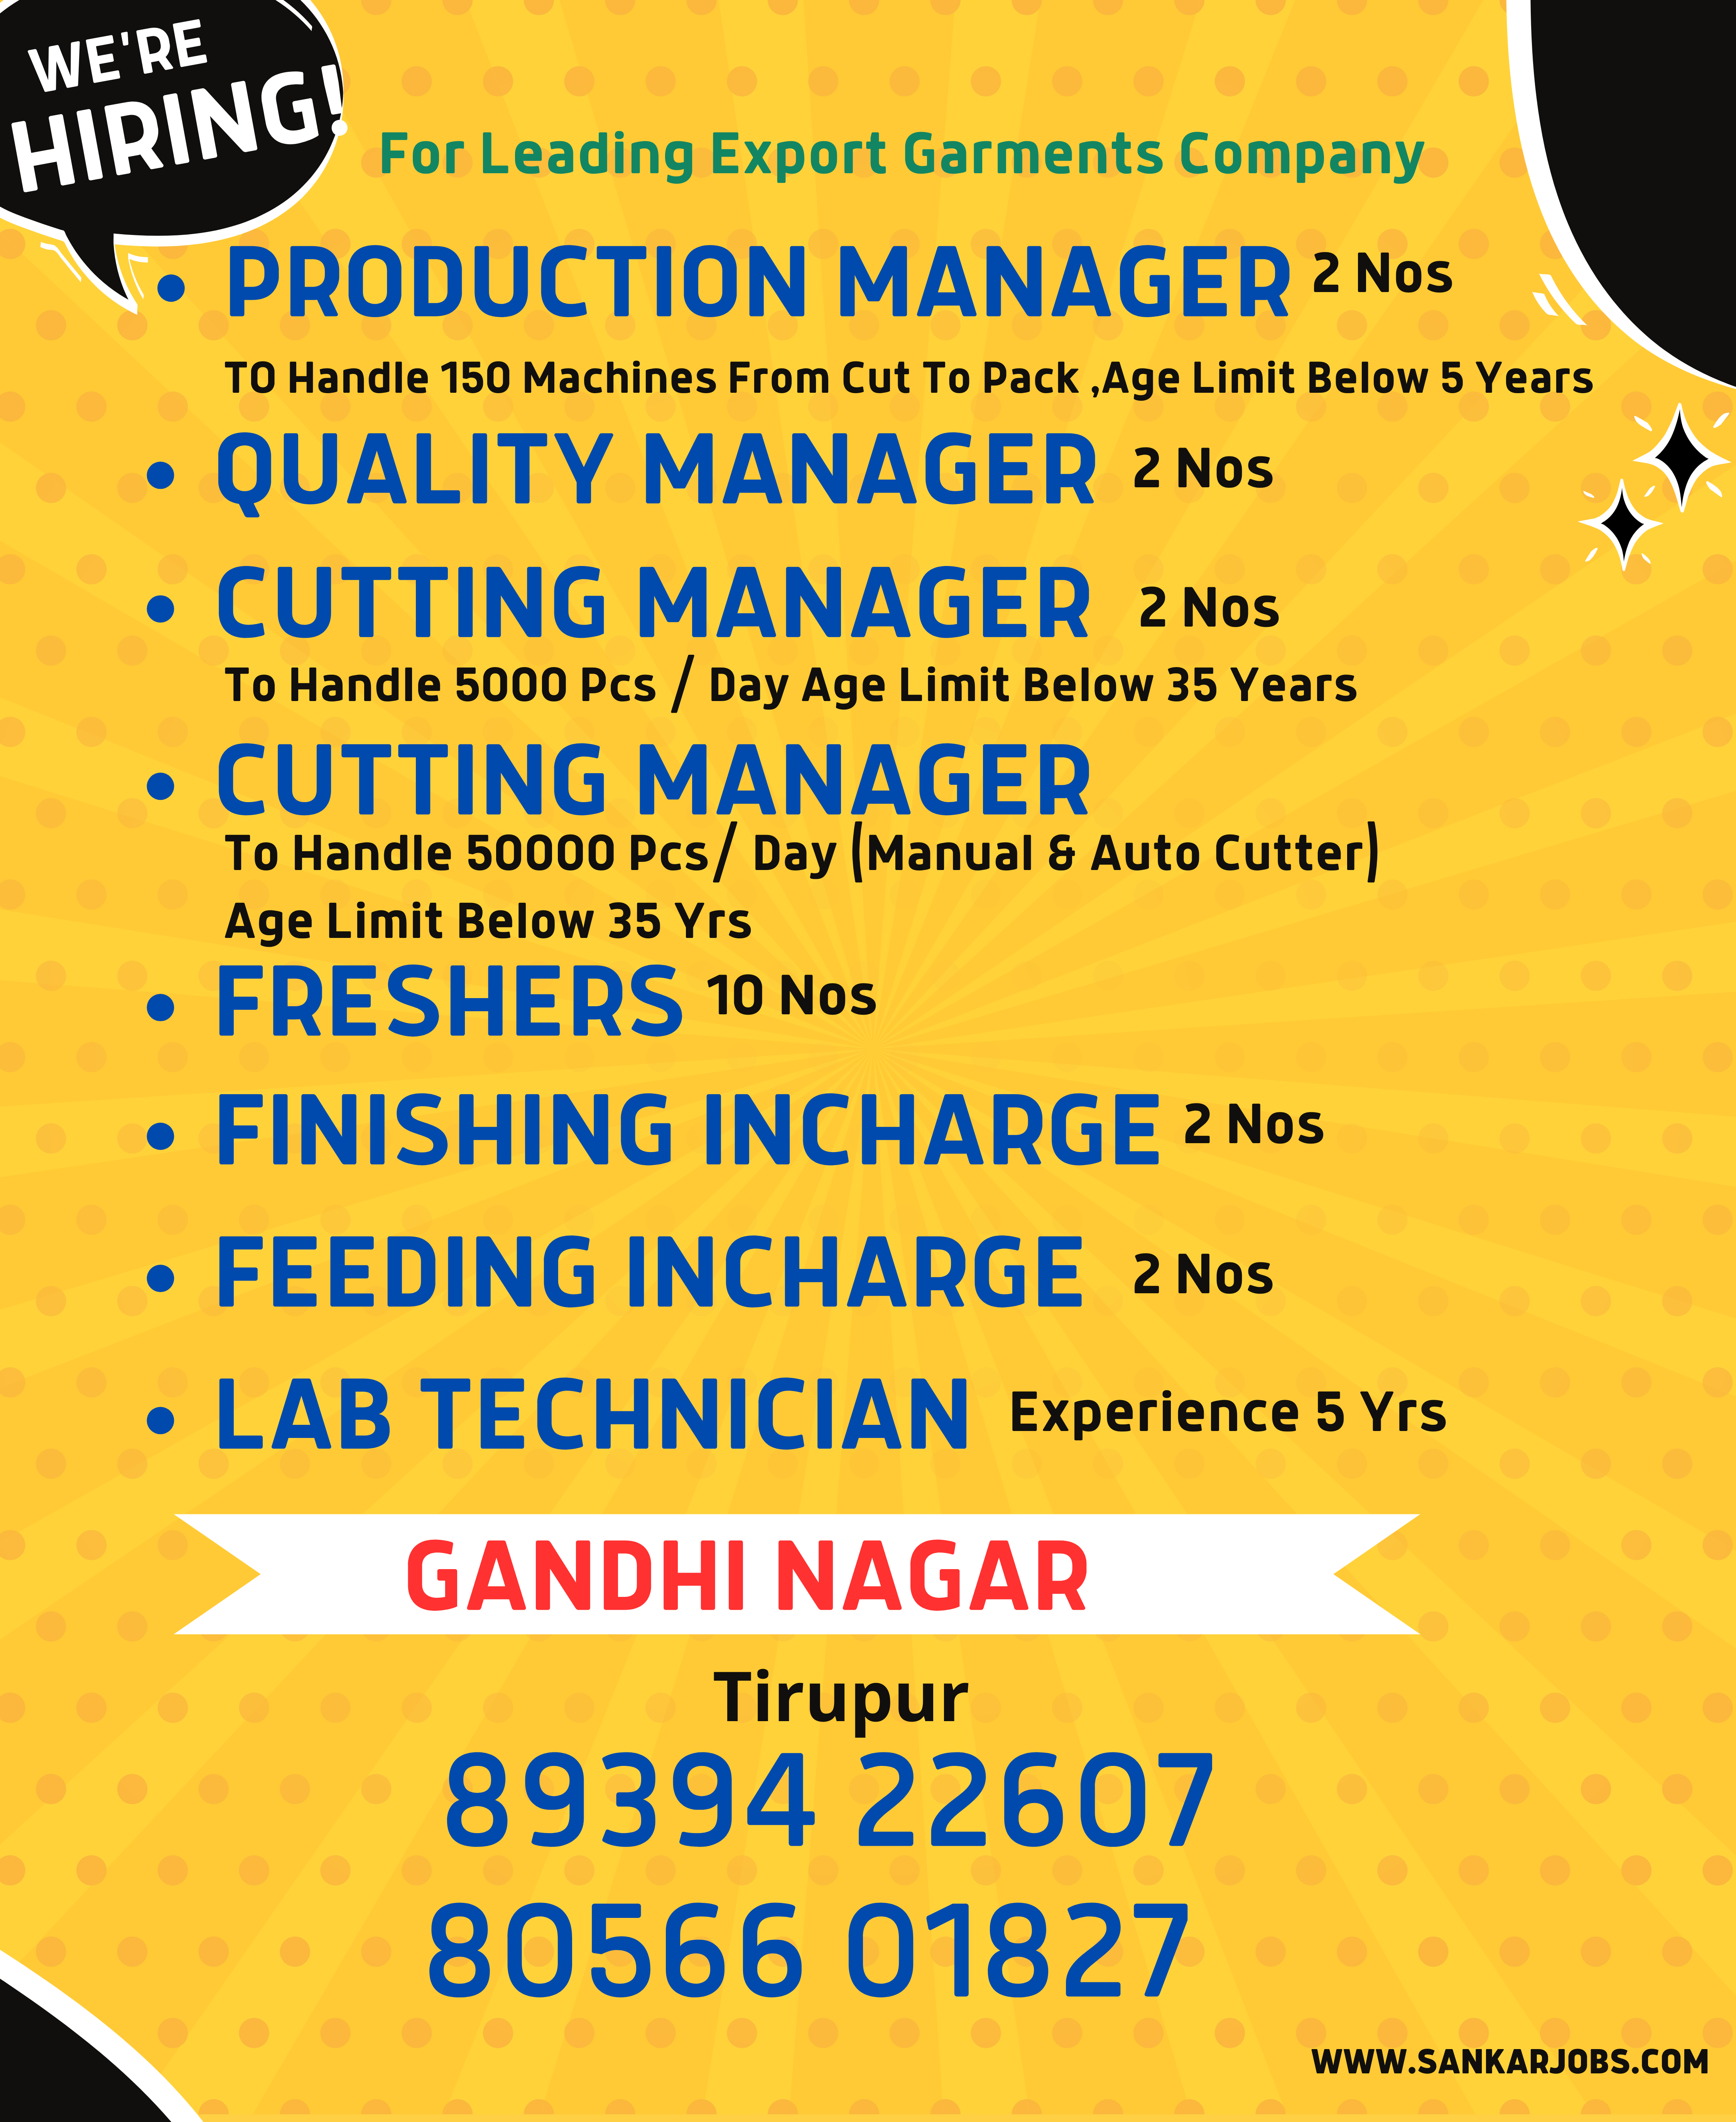 WE'RE
HIRING!
For Leading Export Garments Company
• PRODUCTION MANAGER 2 Nos
TO Handle 150 Machines From Cut To Pack ,Age Limit Below 5 Years
• QUALITY MANAGER 2 Nos
• CUTTING MANAGER 2 Nos
To Handle 5000 Pcs / Day Age Limit Below 35 Years
• CUTTING MANAGER
To Handle 50000 Pcs/ Day (Manual & Auto Cutter)
Age Limit Below 35 Yrs
• FRESHERS 10 Nos
• FINISHING INCHARGE 2 Nos
• FEEDING INCHARGE 2 Nos
• LAB TECHNICIAN Experience 5 Yrs
GANDHI NAGAR
Tirupur
89394 22607
80566 01827
WWW.SANKARJOBS.COM